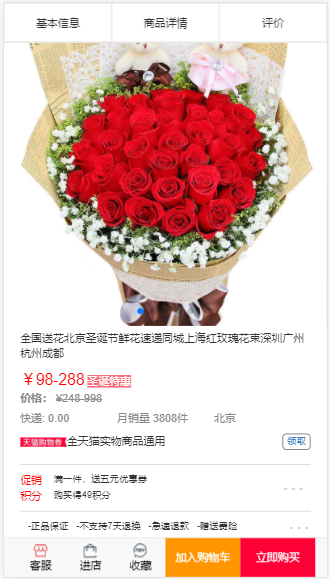 基本信息 商品详情 评价
全国送花北京圣诞节鲜花速递同城上海红玫瑰花束深圳广州
杭州成都
￥98-288 圣诞特惠
价格： ¥248-998
快递: 0.00 月销量 3808件 北京
天猫购物券 全天猫实物商品通用 领取
促销 满一件，送五元优惠券
积分 购买得49积分
-正品保证 -不支持7天退换 -急速退款 -赠送费险
客服 进店 收藏 加入购物车 立即购买